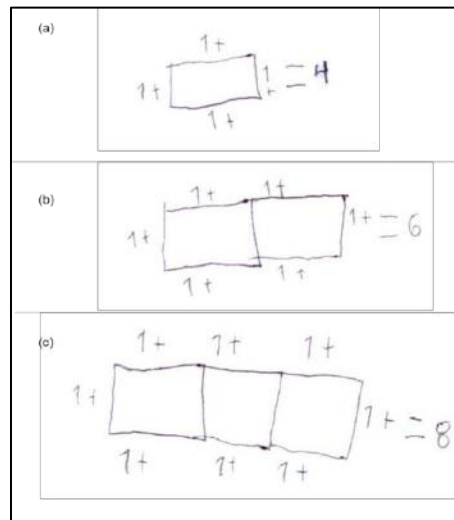 (a)
1+
1+ 1
+ = 4
1+
(b)
1+ 1+
1+ 1+ = 6
1+ 1+
(c)
1+ 1+ 1+
1+ 1+ = 8
1+ 1+ 1+